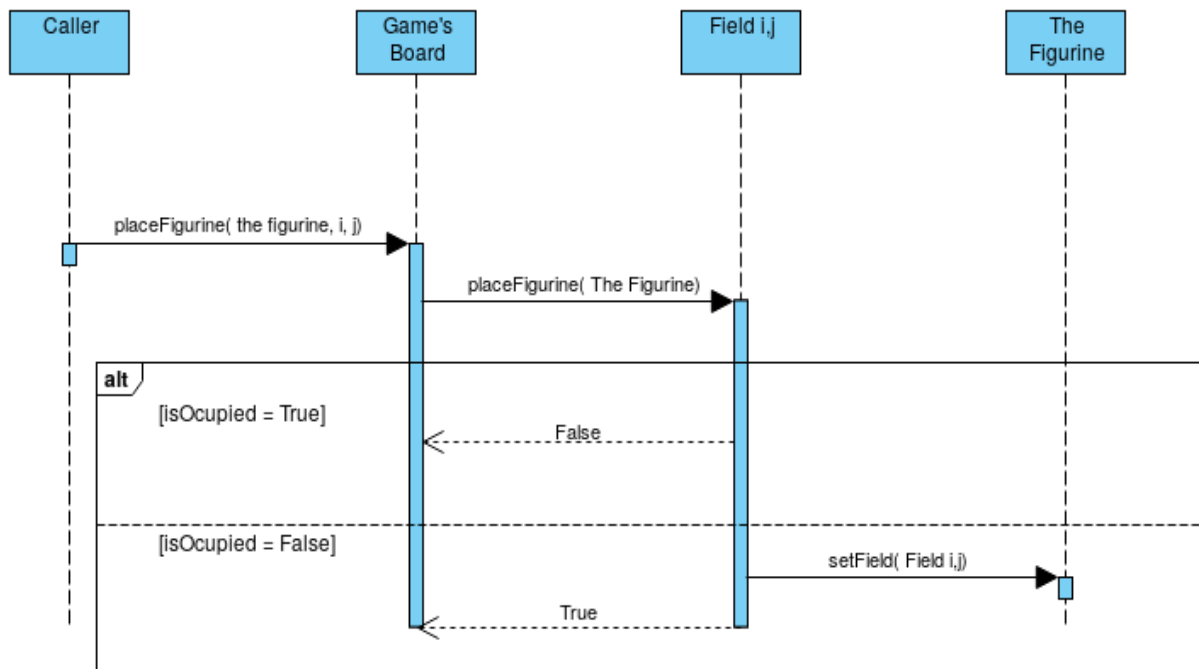 Caller
Game's
Board
Field i,j
The
Figurine
placeFigurine( the figurine, i, j)
placeFigurine( The Figurine)
alt
[isOcupied = True]
False
[isOcupied = False]
setField( Field i,j)
True